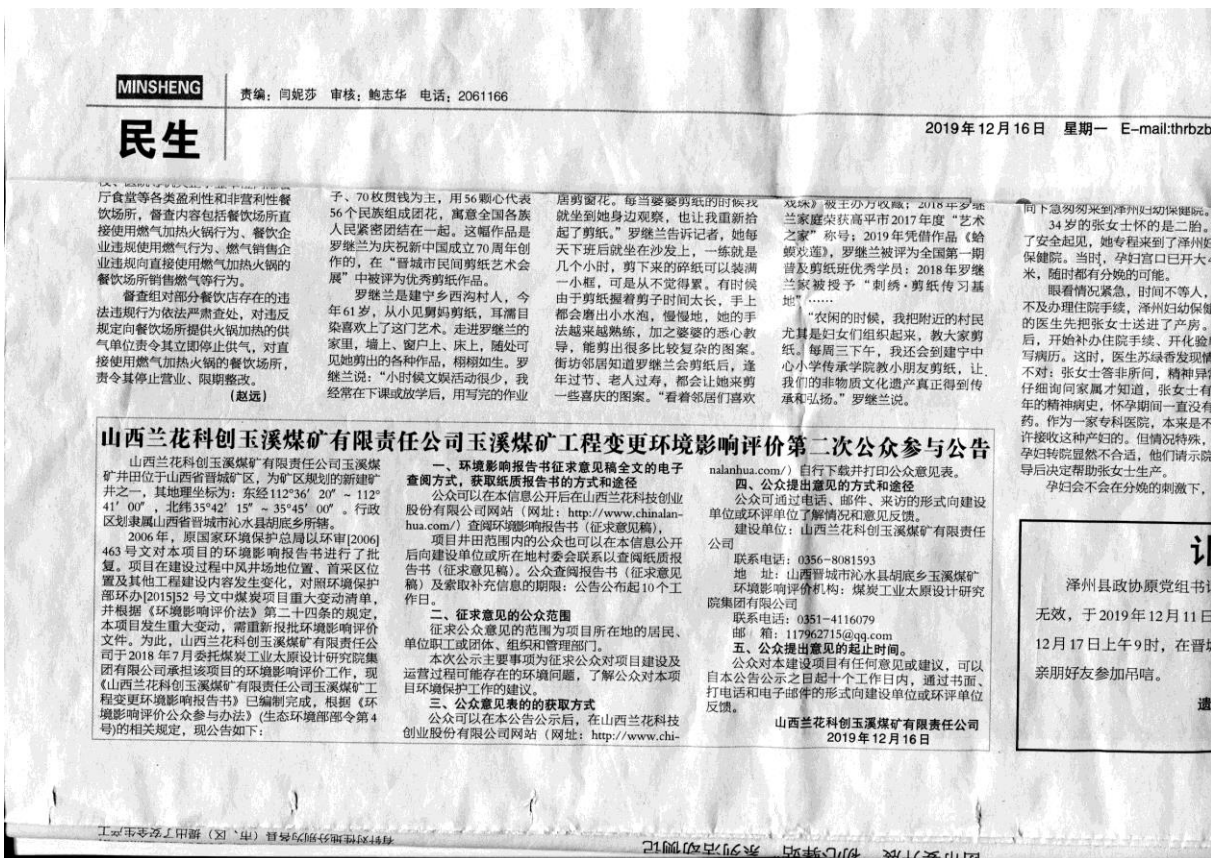 MINSHENG
民生
责编：闫妮莎 审核：鲍志华 电话：2061166
2019年12月16日 星期一 E-mail:thrbzb
厅食堂等各类盈利性和非营利性餐
饮场所，督查内容包括餐饮场所直
接使用燃气加热火锅行为、餐饮企
业违规使用燃气行为、燃气销售企
业违规向直接使用燃气加热火锅的
餐饮场所销售燃气等行为。
督查组对部分餐饮店存在的违
法违规行为依法严肃查处，对违反
规定向餐饮场所提供火锅加热的供
气单位责令其立即停止供气，对直
接使用燃气加热火锅的餐饮场所，
责令其停止营业、限期整改。
（赵远）
子、70枚贯钱为主，用56颗心代表
56个民族组成团花，寓意全国各族
人民紧密团结在一起。这幅作品是
罗继兰为庆祝新中国成立70周年创
作的，在“晋城市民间剪纸艺术会
展”中被评为优秀剪纸作品。
罗继兰是建宁乡西沟村人，今
年61岁，从小见舅妈剪纸，耳濡目
染喜欢上了这门艺术。走进罗继兰的
家里，墙上、窗户上、床上，随处可
见她剪出的各种作品，栩栩如生。罗
继兰说：“小时候文娱活动很少，我
经常在下课或放学后，用写完的作业
居剪窗花。每当婆婆剪纸的时候我
就坐到她身边观察，也让我重新拾
起了剪纸。”罗继兰告诉记者，她每
天下班后就坐在沙发上，一练就是
几个小时，剪下来的碎纸可以装满
一小框，可是从不觉得累。有时候
由于剪纸握着剪子时间太长，手上
都会磨出小水泡，慢慢地，她的手
法越来越熟练，加之婆婆的悉心教
导，能剪出很多比较复杂的图案。
街坊邻居知道罗继兰会剪纸后，逢
年过节、老人过寿，都会让她来剪
一些喜庆的图案。“看着邻居们喜欢
戏珠》被主办方收藏；2018年罗继
兰家庭荣获高平市2017年度“艺术
之家”称号；2019年凭借作品《蛤
蟆戏莲》，罗继兰被评为全国第一期
普及剪纸班优秀学员；2018年罗继
兰家被授予“刺绣·剪纸传习基
地”……
“农闲的时候，我把附近的村民
尤其是妇女们组织起来，教大家剪
纸。每周三下午，我还会到建宁中
心小学传承学院教小朋友剪纸，让
我们的非物质文化遗产真正得到传
承和弘扬。”罗继兰说。
向下急匆匆来到泽州妇幼保健院。
34岁的张女士怀的是二胎。
了安全起见，她专程来到了泽州妇
保健院。当时，孕妇宫口已开大4
米，随时都有分娩的可能。
眼看情况紧急，时间不等人，
不及办理住院手续，泽州妇幼保健
的医生先把张女士送进了产房。
后，开始补办住院手续、开化验
写病历。这时，医生苏绿香发现情
不对：张女士答非所问，精神异常
仔细询问家属才知道，张女士有
年的精神病史，怀孕期间一直没有
药。作为一家专科医院，本来是不
许接收这种产妇的。但情况特殊，
孕妇转院显然不合适，他们请示院
导后决定帮助张女士生产。
孕妇会不会在分娩的刺激下，
山西兰花科创玉溪煤矿有限责任公司玉溪煤矿工程变更环境影响评价第二次公众参与公告
山西兰花科创玉溪煤矿有限责任公司玉溪煤
矿井田位于山西省晋城矿区，为矿区规划的新建矿
井之一，其地理坐标为：东经112°36′20″～112°
41′00″，北纬35°42′15″～35°45′00″。行政
区划隶属山西省晋城市沁水县胡底乡所辖。
2006年，原国家环境保护总局以环审[2006]
463号文对本项目的环境影响报告书进行了批
复。项目在建设过程中风井场地位置、首采区位
置及其他工程建设内容发生变化，对照环境保护
部环办[2015]52号文中煤炭项目重大变动清单，
并根据《环境影响评价法》第二十四条的规定，
本项目发生重大变动，需重新报批环境影响评价
文件。为此，山西兰花科创玉溪煤矿有限责任公
司于2018年7月委托煤炭工业太原设计研究院集
团有限公司承担该项目的环境影响评价工作，现
《山西兰花科创玉溪煤矿有限责任公司玉溪煤矿工
程变更环境影响报告书》已编制完成，根据《环
境影响评价公众参与办法》（生态环境部部令第4
号)的相关规定，现公告如下：
一、环境影响报告书征求意见稿全文的电子
查阅方式，获取纸质报告书的方式和途径
公众可以在本信息公开后在山西兰花科技创业
股份有限公司网站（网址：http://www.chinalan-
hua.com/）查阅环境影响报告书（征求意见稿），
项目井田范围内的公众也可以在本信息公开
后向建设单位或所在地村委会联系以查阅纸质报
告书（征求意见稿）。公众查阅报告书（征求意见
稿）及索取补充信息的期限：公告公布起10个工
作日。
二、征求意见的公众范围
征求公众意见的范围为项目所在地的居民、
单位职工或团体、组织和管理部门。
本次公示主要事项为征求公众对项目建设及
运营过程可能存在的环境问题，了解公众对本项
目环境保护工作的建议。
三、公众意见表的的获取方式
公众可以在本公告公示后，在山西兰花科技
创业股份有限公司网站（网址：http://www.chi-
nalanhua.com/）自行下载并打印公众意见表。
四、公众提出意见的方式和途径
公众可通过电话、邮件、来访的形式向建设
单位或环评单位了解情况和意见反馈。
建设单位：山西兰花科创玉溪煤矿有限责任
公司
联系电话：0356-8081593
地 址：山西晋城市沁水县胡底乡玉溪煤矿
环境影响评价机构：煤炭工业太原设计研究
院集团有限公司
联系电话：0351-4116079
邮 箱：117962715@qq.com
五、公众提出意见的起止时间。
公众对本建设项目有任何意见或建议，可以
自本公告公示之日起十个工作日内，通过书面、
打电话和电子邮件的形式向建设单位或环评单位
反馈。
山西兰花科创玉溪煤矿有限责任公司
2019年12月16日
泽州县政协原党组书记
无效，于2019年12月11日
12月17日上午9时，在晋城
亲朋好友参加吊唁。
遗
有针对性地分别为各县（市、区）提出了安全生产工